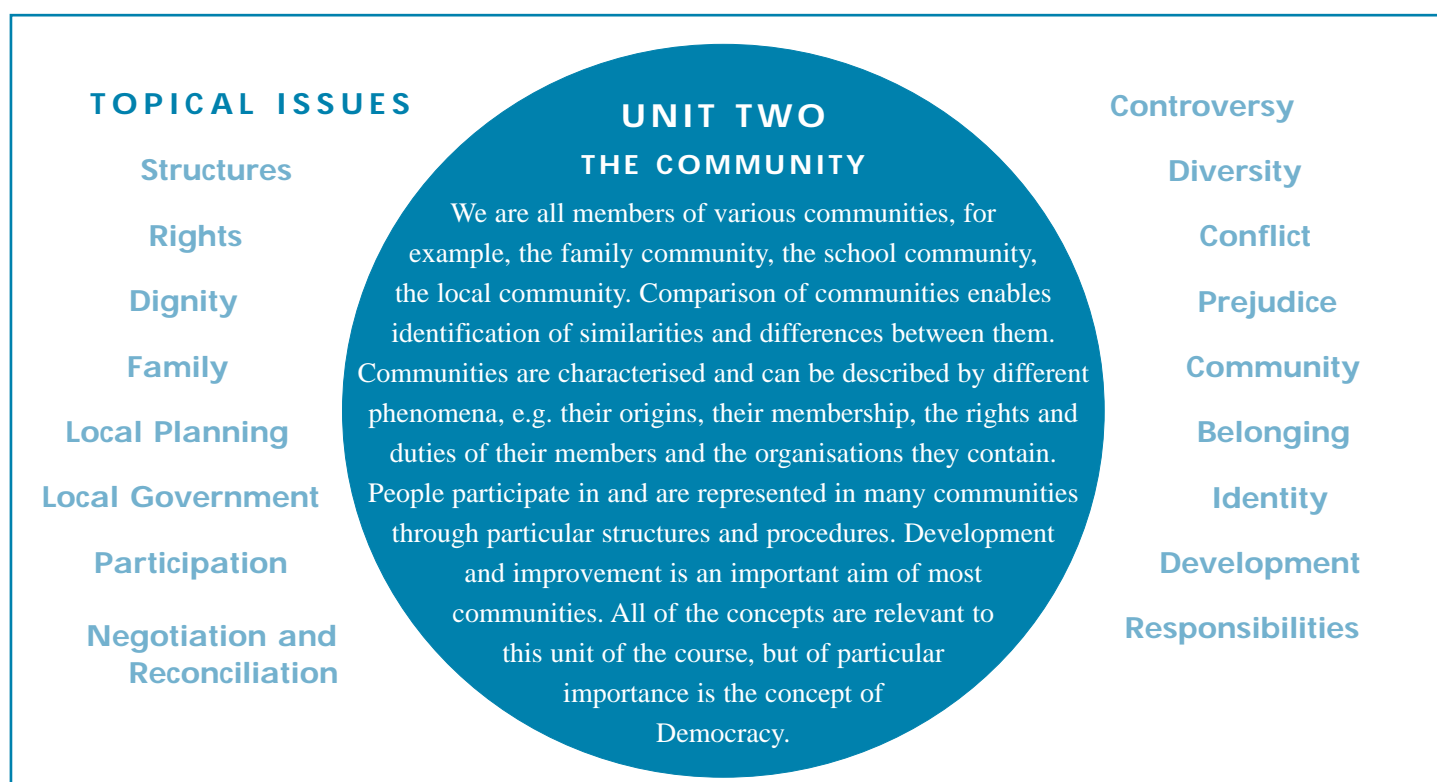 TOPICAL ISSUES
Structures
Rights
Dignity
Family
Local Planning
Local Government
Participation
Negotiation and
Reconciliation
UNIT TWO
THE COMMUNITY
We are all members of various communities, for
example, the family community, the school community,
the local community. Comparison of communities enables
identification of similarities and differences between them.
Communities are characterised and can be described by different
phenomena, e.g. their origins, their membership, the rights and
duties of their members and the organisations they contain.
People participate in and are represented in many communities
through particular structures and procedures. Development
and improvement is an important aim of most
communities. All of the concepts are relevant to
this unit of the course, but of particular
importance is the concept of
Democracy.
Controversy
Diversity
Conflict
Prejudice
Community
Belonging
Identity
Development
Responsibilities